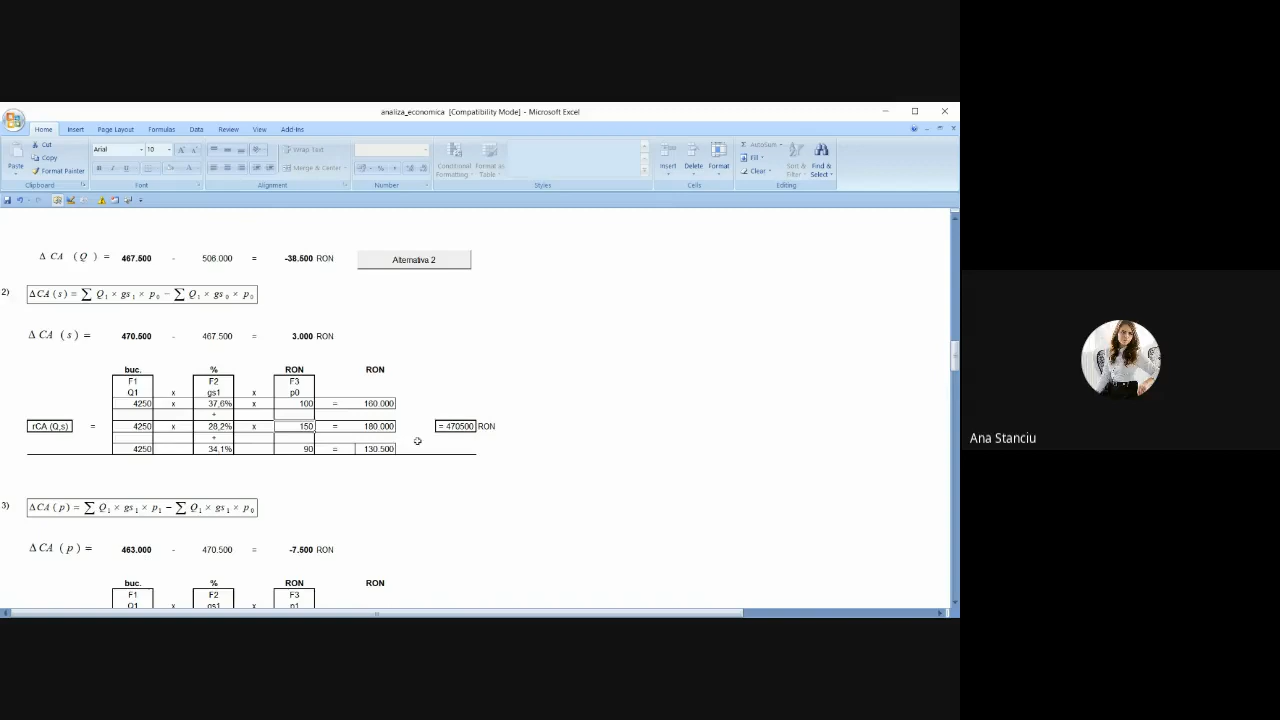 analiza_economica [Compatibility Mode] - Microsoft Excel
Home Insert Page Layout Formulas Data Review View Add-Ins
Paste Cut Copy Format Painter Clipboard
Arial 10 Font
Wrap Text Merge & Center Alignment
Number
Conditional Formatting Format as Table Styles
Insert Delete Format Cells
AutoSum Fill Clear Sort & Filter Find & Select Editing
Δ CA (Q) = 467.500 - 506.000 = -38.500 RON Alternativa 2
2) ΔCA(s) = ∑ Q₁ × gs₁ × p₀ − ∑ Q₁ × gs₀ × p₀
Δ CA (s) = 470.500 - 467.500 = 3.000 RON
buc. % RON RON
F1 F2 F3
Q1 x gs1 x p0
4250 x 37,6% x 100 = 160.000
+
rCA (Q,s) = 4250 x 28,2% x 150 = 180.000 = 470500 RON
+
4250 34,1% 90 = 130.500
3) ΔCA(p) = ∑ Q₁ × gs₁ × p₁ − ∑ Q₁ × gs₁ × p₀
Δ CA (p) = 463.000 - 470.500 = -7.500 RON
buc. % RON RON
F1 F2 F3
Q1 x gs1 x p1
Ana Stanciu